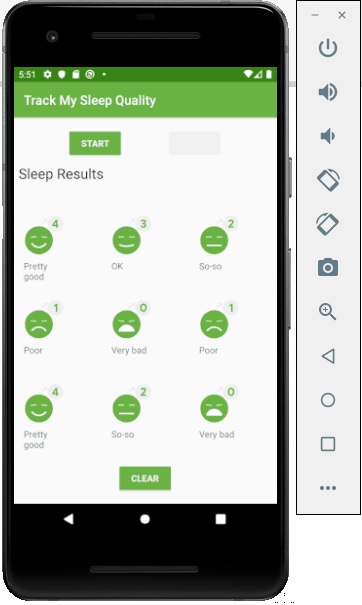 5:51
Track My Sleep Quality
START
Sleep Results
4 3 2
Pretty good OK So-so
1 0 1
Poor Very bad Poor
4 2 0
Pretty good So-so Very bad
CLEAR